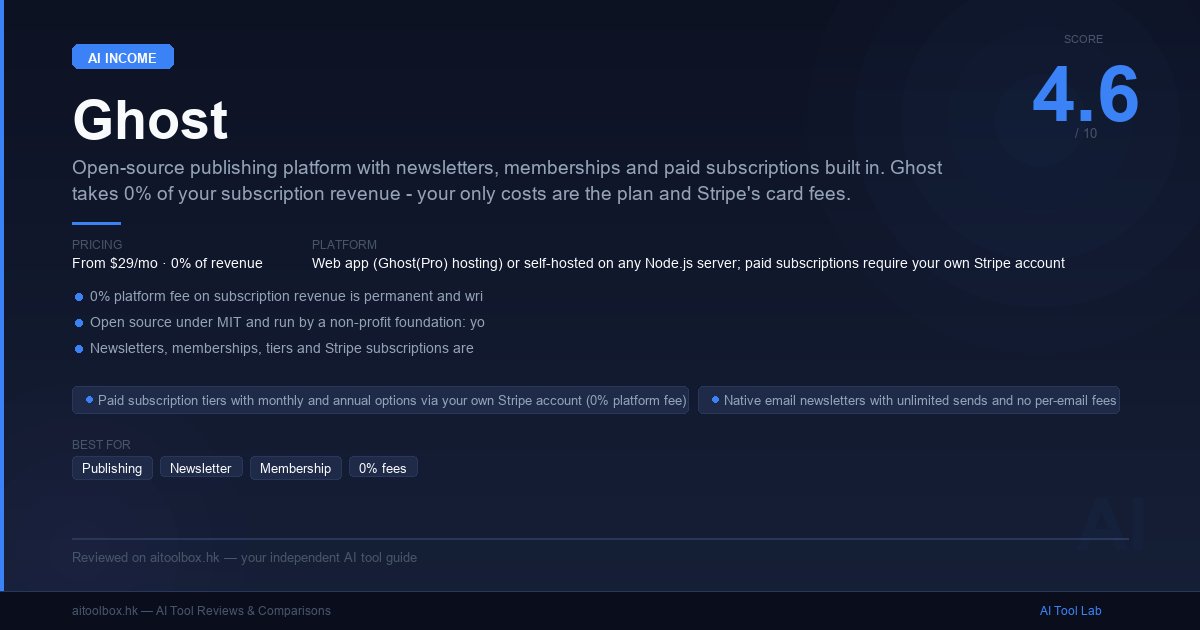 AI INCOME
SCORE
4.6
/ 10
Ghost
Open-source publishing platform with newsletters, memberships and paid subscriptions built in. Ghost
takes 0% of your subscription revenue - your only costs are the plan and Stripe's card fees.
PRICING
From $29/mo · 0% of revenue
PLATFORM
Web app (Ghost(Pro) hosting) or self-hosted on any Node.js server; paid subscriptions require your own Stripe account
0% platform fee on subscription revenue is permanent and wri
Open source under MIT and run by a non-profit foundation: yo
Newsletters, memberships, tiers and Stripe subscriptions are
Paid subscription tiers with monthly and annual options via your own Stripe account (0% platform fee)
Native email newsletters with unlimited sends and no per-email fees
BEST FOR
Publishing
Newsletter
Membership
0% fees
AI
Reviewed on aitoolbox.hk — your independent AI tool guide
aitoolbox.hk — AI Tool Reviews & Comparisons
AI Tool Lab